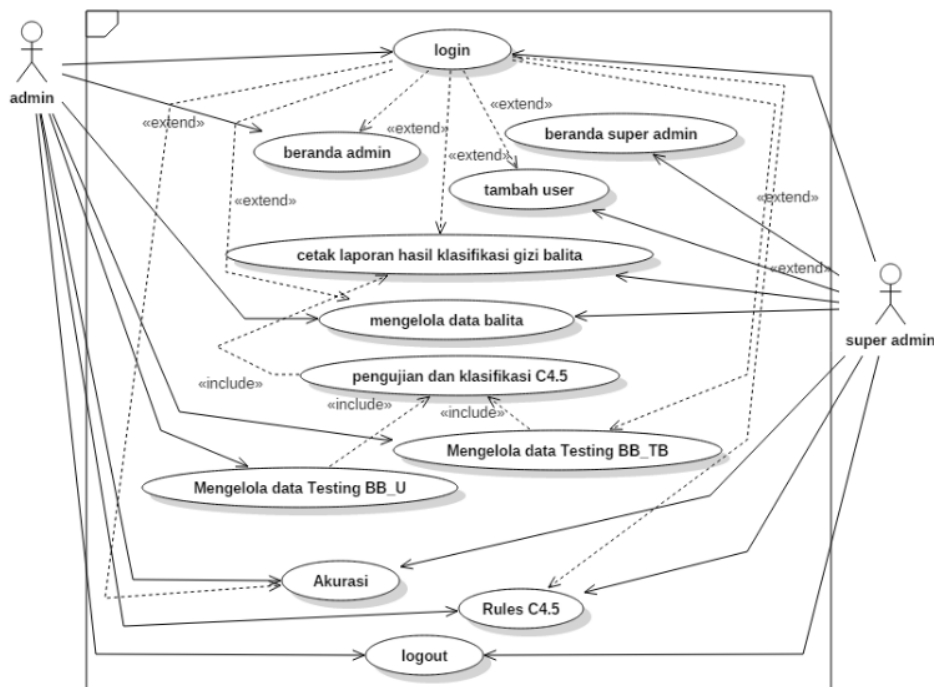 login
admin
«extend»
«extend»
beranda super admin
beranda admin
«extend»
tambah user
«extend»
«extend»
cetak laporan hasil klasifikasi gizi balita
«extend»
mengelola data balita
super admin
pengujian dan klasifikasi C4.5
«include»
«include»
«include»
Mengelola data Testing BB_TB
Mengelola data Testing BB_U
Akurasi
Rules C4.5
logout